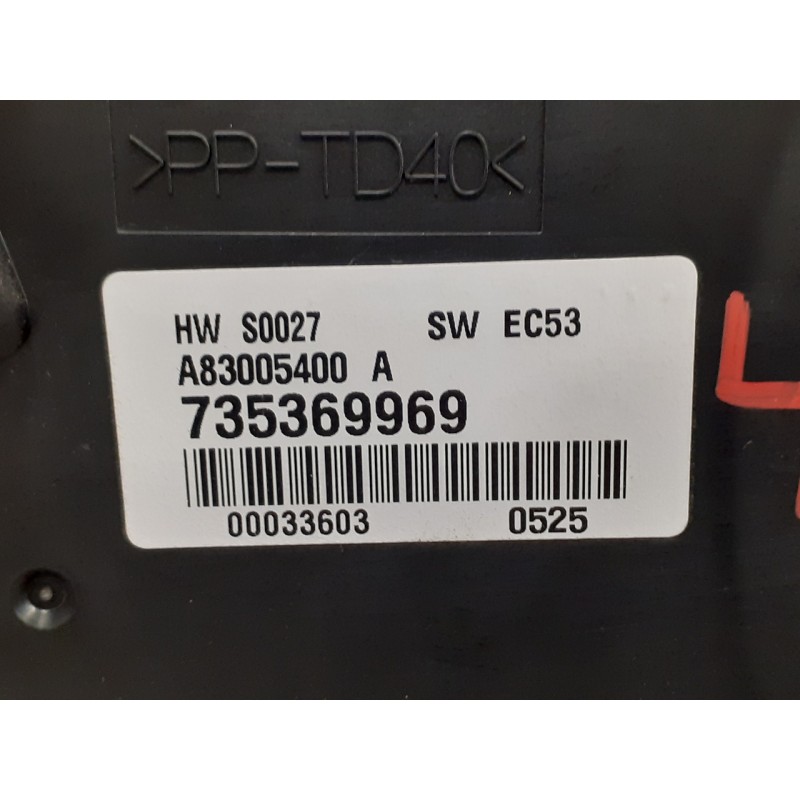 >PP-TD40<
HW S0027 SW EC53
A83005400 A
735369969
00033603 0525